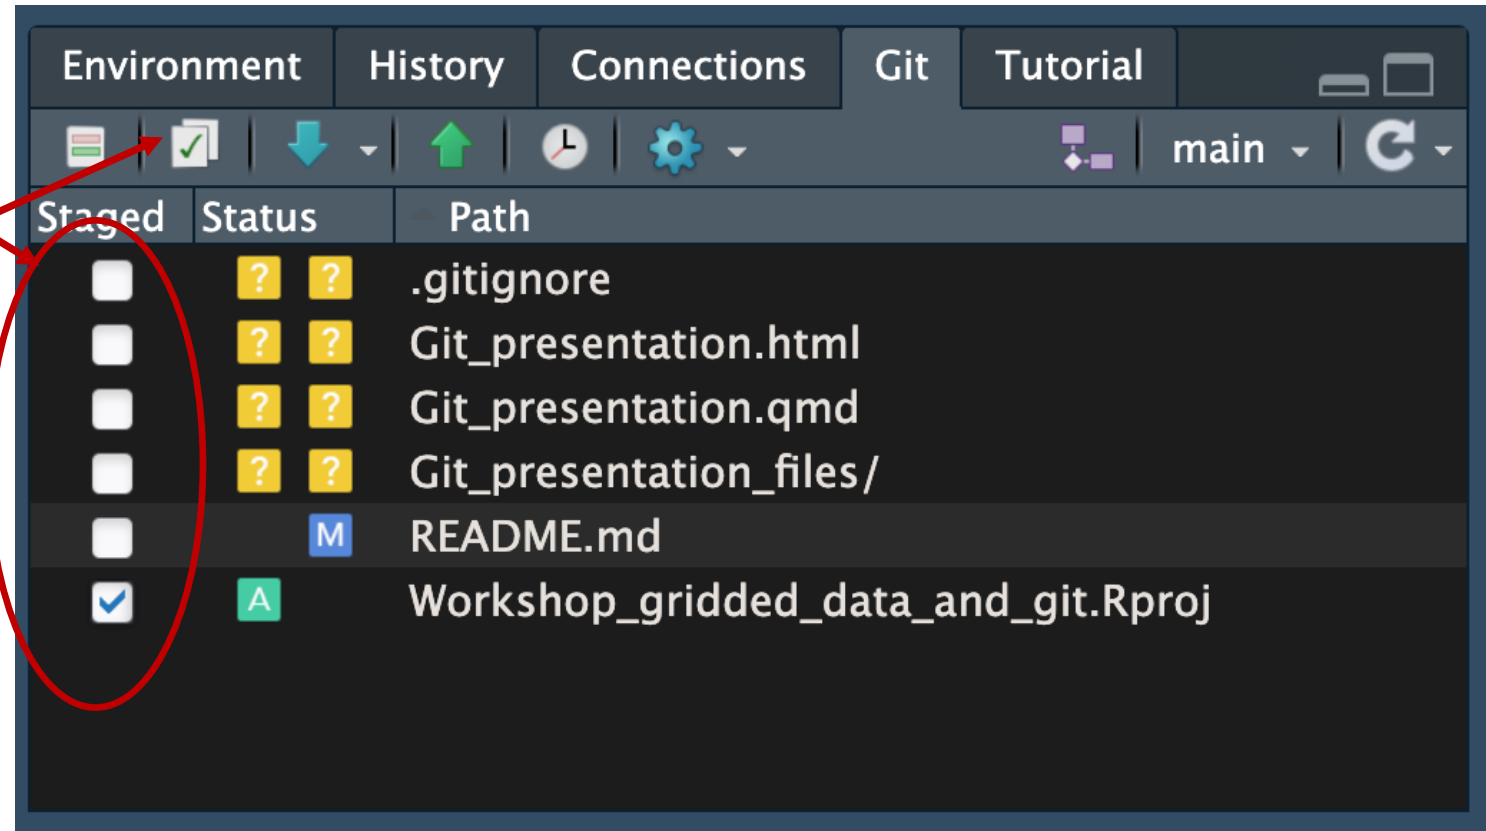 Environment History Connections Git Tutorial
main
Staged Status Path
? ? .gitignore
? ? Git_presentation.html
? ? Git_presentation.qmd
? ? Git_presentation_files/
M README.md
A Workshop_gridded_data_and_git.Rproj